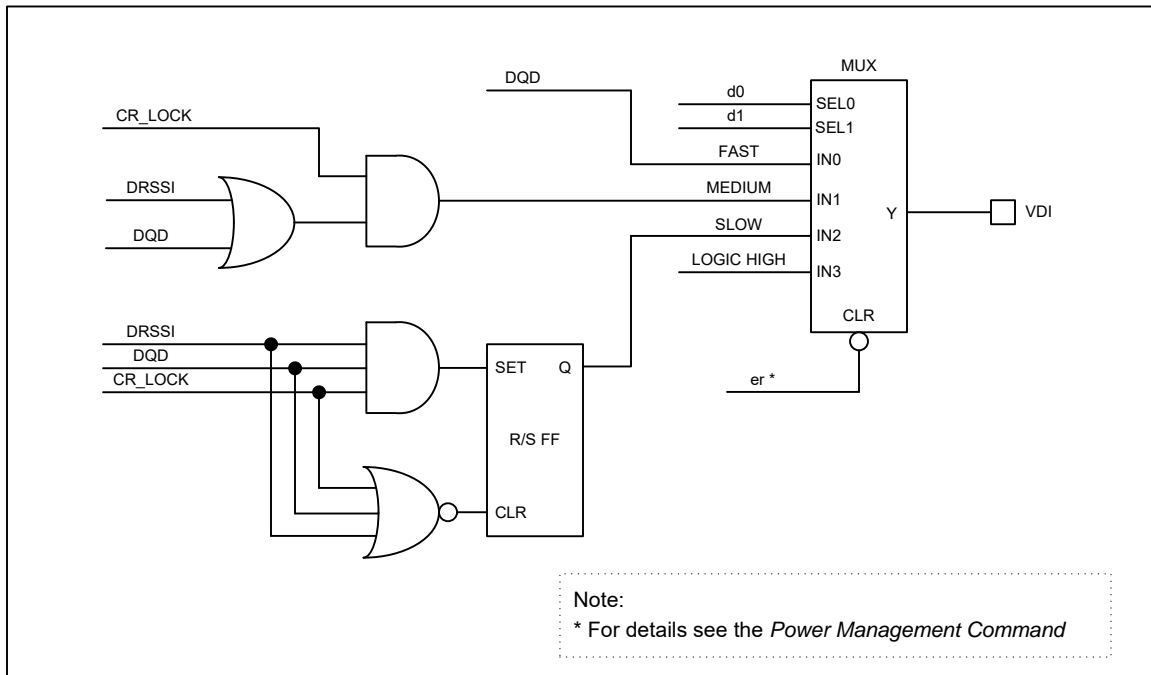 MUX
DQD
d0
SEL0
CR_LOCK
d1
SEL1
FAST
IN0
DRSSI
MEDIUM
IN1
Y
VDI
DQD
SLOW
IN2
LOGIC HIGH
IN3
CLR
DRSSI
DQD
SET
Q
CR_LOCK
er *
R/S FF
CLR
Note:
* For details see the Power Management Command